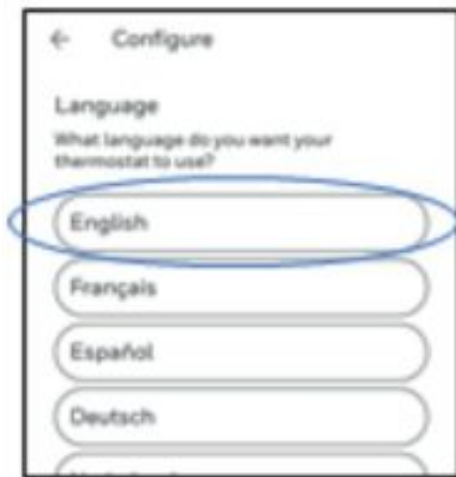 ← Configure
Language
What language do you want your
thermostat to use?
English
Français
Español
Deutsch